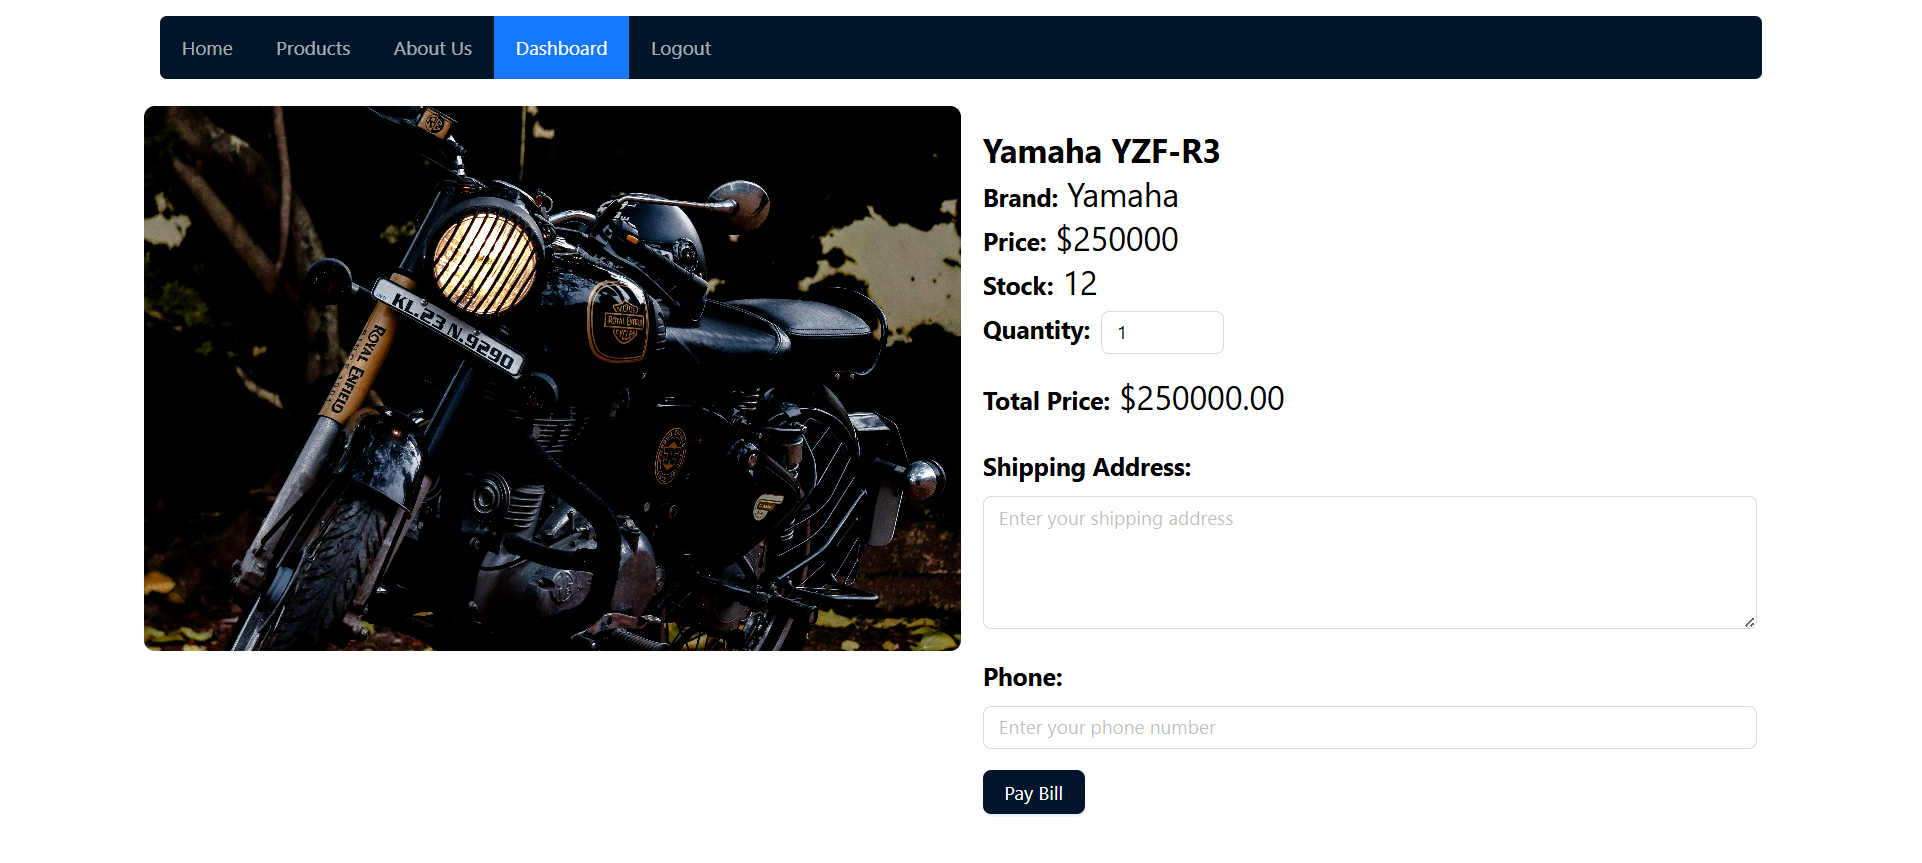 Home Products About Us Dashboard Logout
KL.23 N.9290
ROYAL ENFIELD
ROYAL ENFIELD
Yamaha YZF-R3
Brand: Yamaha
Price: $250000
Stock: 12
Quantity: 1
Total Price: $250000.00
Shipping Address:
Enter your shipping address
Phone:
Enter your phone number
Pay Bill